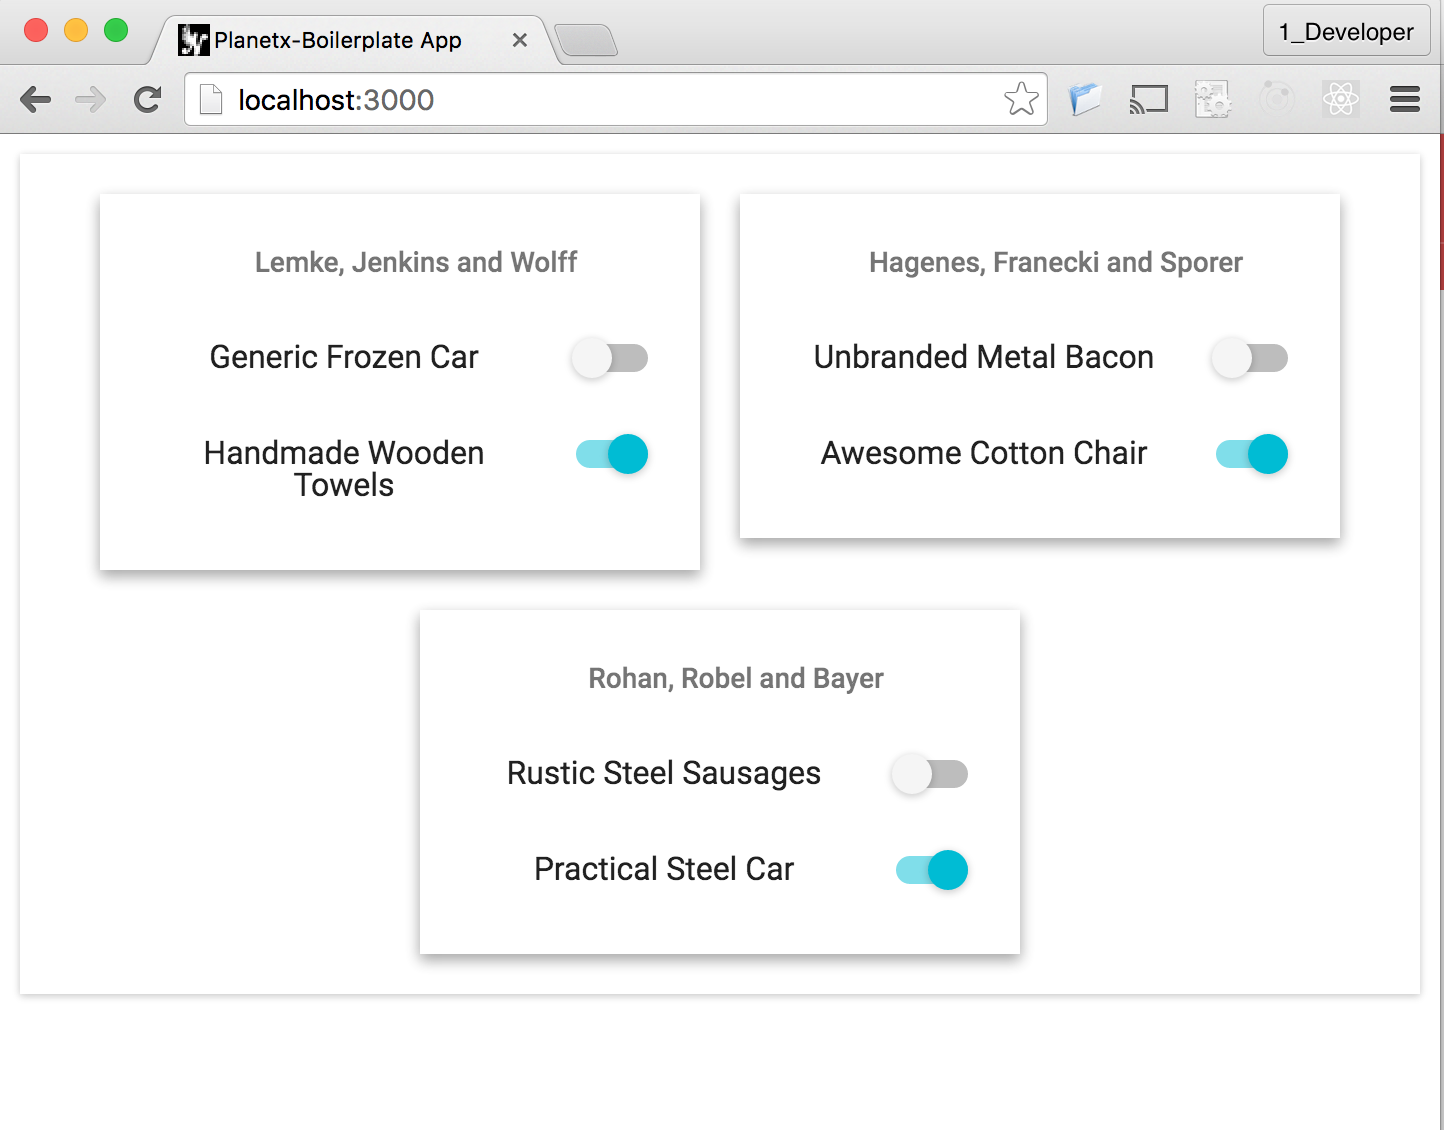 Planetx-Boilerplate App
1_Developer
localhost:3000
Lemke, Jenkins and Wolff
Generic Frozen Car
Handmade Wooden
Towels
Hagenes, Franecki and Sporer
Unbranded Metal Bacon
Awesome Cotton Chair
Rohan, Robel and Bayer
Rustic Steel Sausages
Practical Steel Car